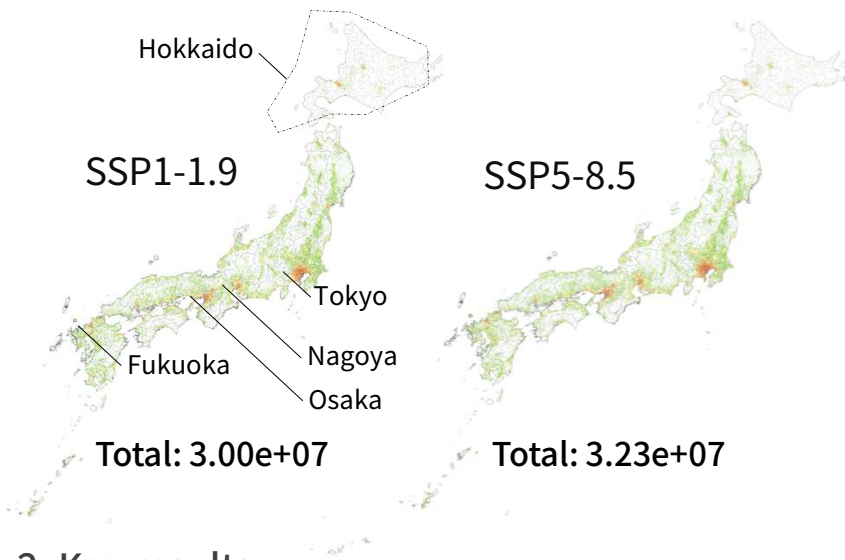 Hokkaido
SSP1-1.9
SSP5-8.5
Tokyo
Nagoya
Fukuoka
Osaka
Total: 3.00e+07
Total: 3.23e+07